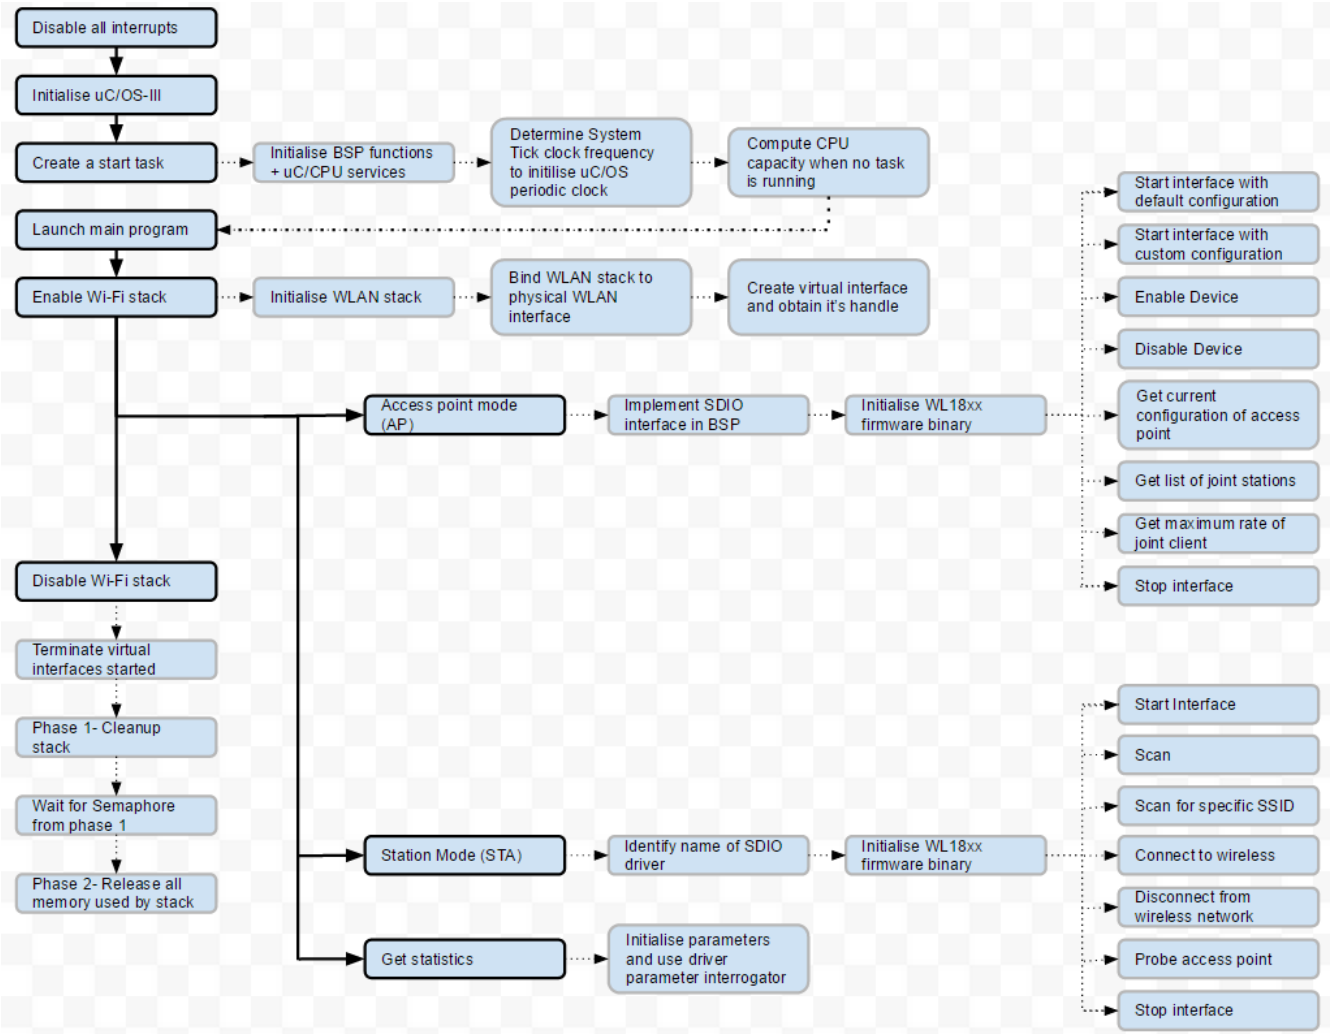 Disable all interrupts
Initialise uC/OS-III
Create a start task
Initialise BSP functions
+ uC/CPU services
Determine System
Tick clock frequency
to initilise uC/OS
periodic clock
Compute CPU
capacity when no task
is running
Launch main program
Enable Wi-Fi stack
Initialise WLAN stack
Bind WLAN stack to
physical WLAN
interface
Create virtual interface
and obtain it's handle
Access point mode
(AP)
Implement SDIO
interface in BSP
Initialise WL18xx
firmware binary
Start interface with
default configuration
Start interface with
custom configuration
Enable Device
Disable Device
Get current
configuration of access
point
Get list of joint stations
Get maximum rate of
joint client
Stop interface
Disable Wi-Fi stack
Terminate virtual
interfaces started
Phase 1- Cleanup
stack
Wait for Semaphore
from phase 1
Phase 2- Release all
memory used by stack
Station Mode (STA)
Identify name of SDIO
driver
Initialise WL18xx
firmware binary
Start Interface
Scan
Scan for specific SSID
Connect to wireless
Disconnect from
wireless network
Probe access point
Stop interface
Get statistics
Initialise parameters
and use driver
parameter interrogator